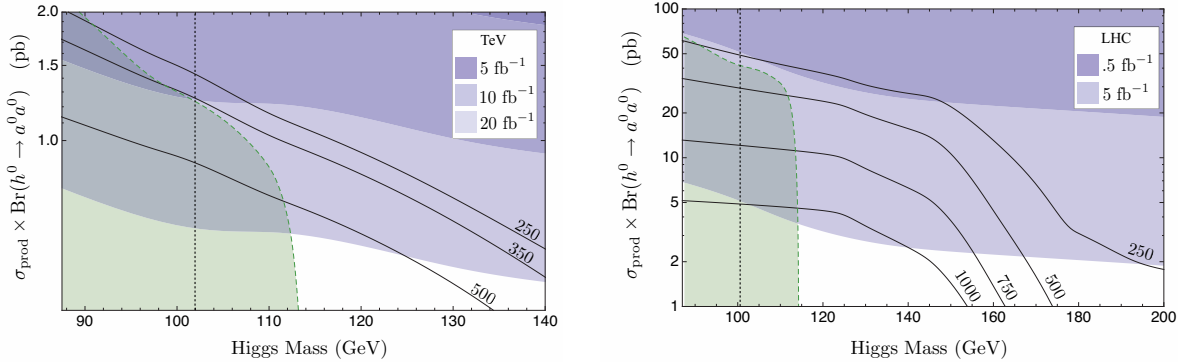 σprod × Br(h⁰ → a⁰a⁰) (pb)
2.0
1.5
1.0
TeV
5 fb⁻¹
10 fb⁻¹
20 fb⁻¹
250
350
500
90 100 110 120 130 140
Higgs Mass (GeV)
σprod × Br(h⁰ → a⁰a⁰) (pb)
100
50
20
10
5
2
1
LHC
.5 fb⁻¹
5 fb⁻¹
1000
750
500
250
100 120 140 160 180 200
Higgs Mass (GeV)